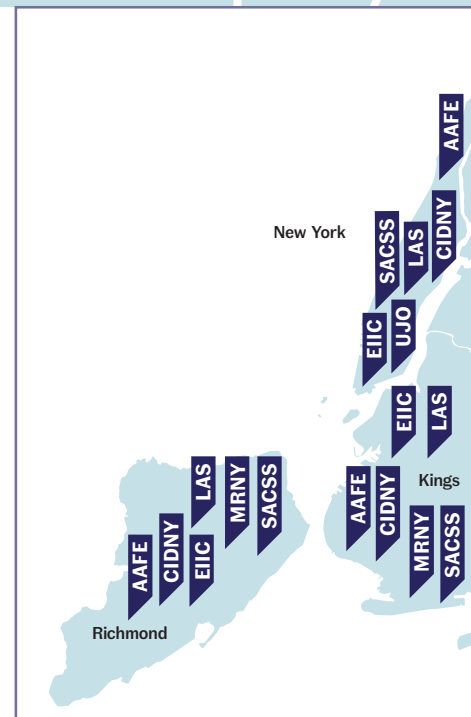 AAFE
New York
SACSS
LAS
CIDNY
EIIC
UJO
EIIC
LAS
Kings
AAFE
CIDNY
MRNY
SACSS
LAS
MRNY
SACSS
AAFE
CIDNY
EIIC
Richmond